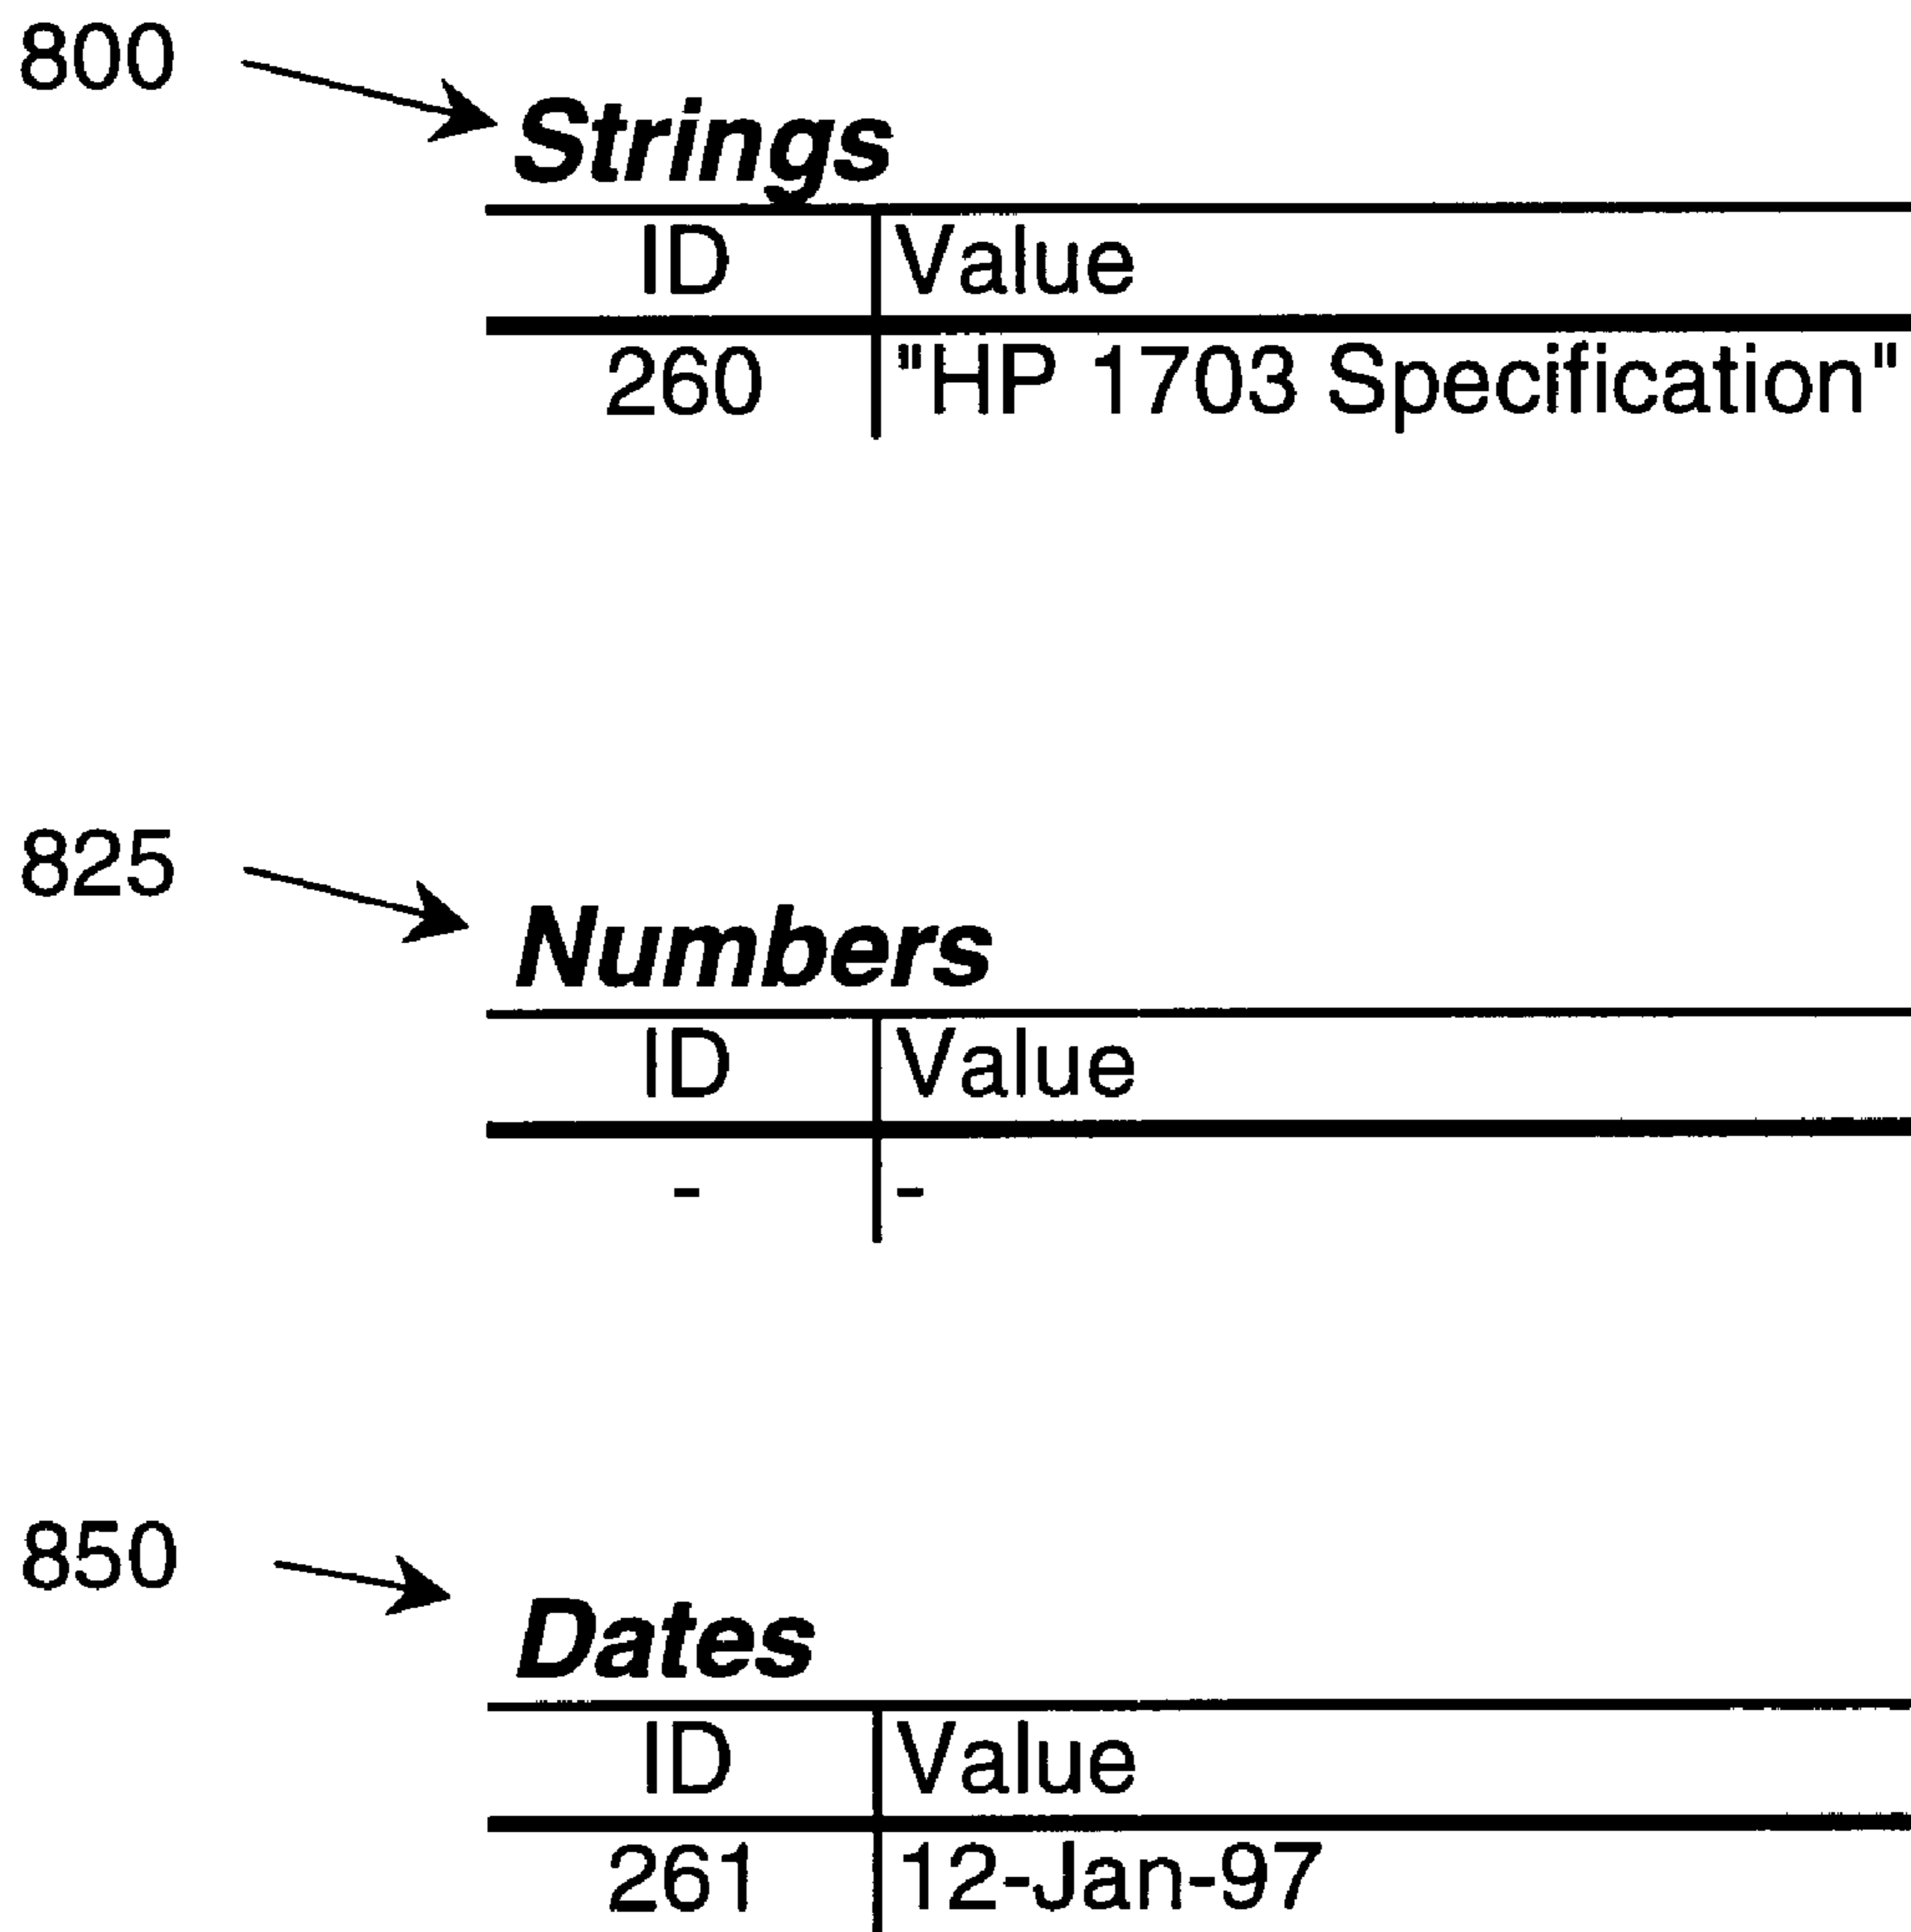 800
Strings
ID Value
260 "HP 1703 Specification"
825
Numbers
ID Value
- -
850
Dates
ID Value
261 12-Jan-97